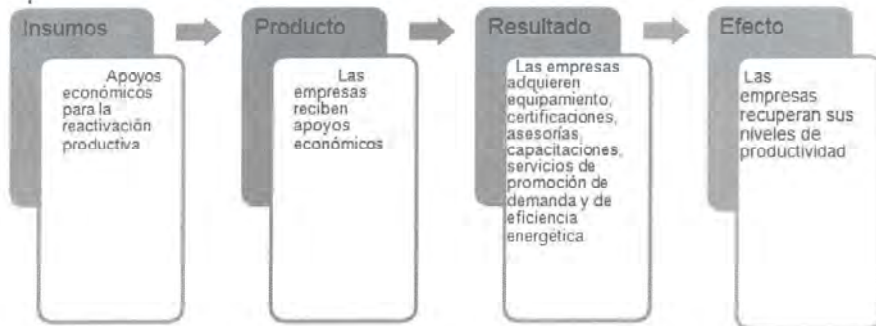 Insumos
Apoyos
económicos
para la
reactivación
productiva
Producto
Las
empresas
reciben
apoyos
económicos
Resultado
Las empresas
adquieren
equipamiento,
certificaciones,
asesorías,
capacitaciones,
servicios de
promoción de
demanda y de
eficiencia
energética
Efecto
Las
empresas
recuperan sus
niveles de
productividad